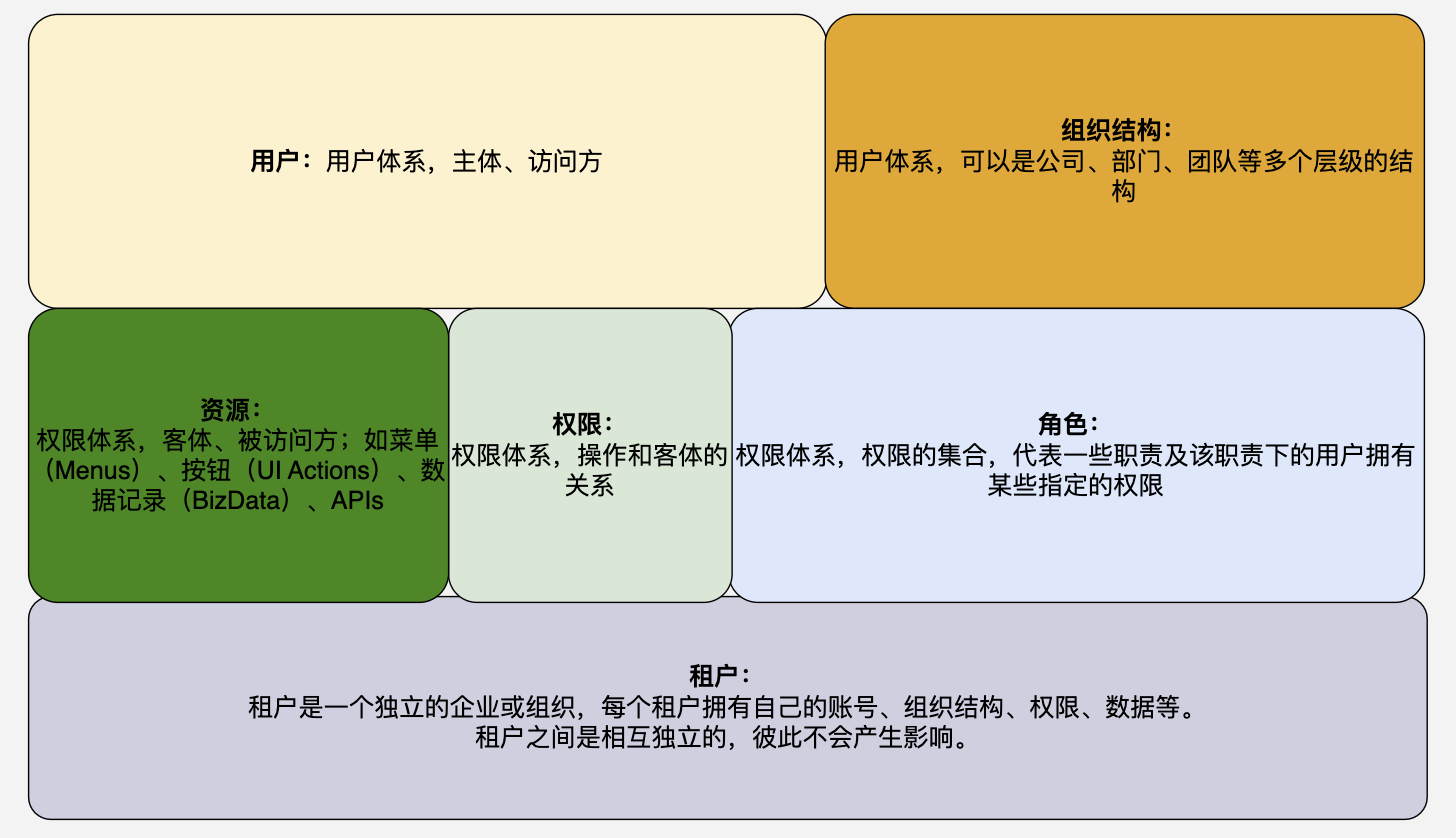 用户：用户体系，主体、访问方
组织结构：
用户体系，可以是公司、部门、团队等多个层级的结
构
资源：
权限体系，客体、被访问方；如菜单
（Menus）、按钮（UI Actions）、数
据记录（BizData）、APIs
权限：
权限体系，操作和客体的
关系
角色：
权限体系，权限的集合，代表一些职责及该职责下的用户拥有
某些指定的权限
租户：
租户是一个独立的企业或组织，每个租户拥有自己的账号、组织结构、权限、数据等。
租户之间是相互独立的，彼此不会产生影响。